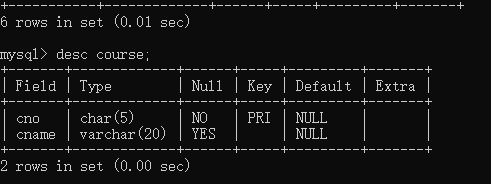 +-----------+--------------+------+-----+---------+-------+
6 rows in set (0.01 sec)
mysql> desc course;
+-------+-------------+------+-----+---------+-------+
| Field | Type        | Null | Key | Default | Extra |
+-------+-------------+------+-----+---------+-------+
| cno   | char(5)     | NO   | PRI | NULL    |       |
| cname | varchar(20) | YES  |     | NULL    |       |
+-------+-------------+------+-----+---------+-------+
2 rows in set (0.00 sec)